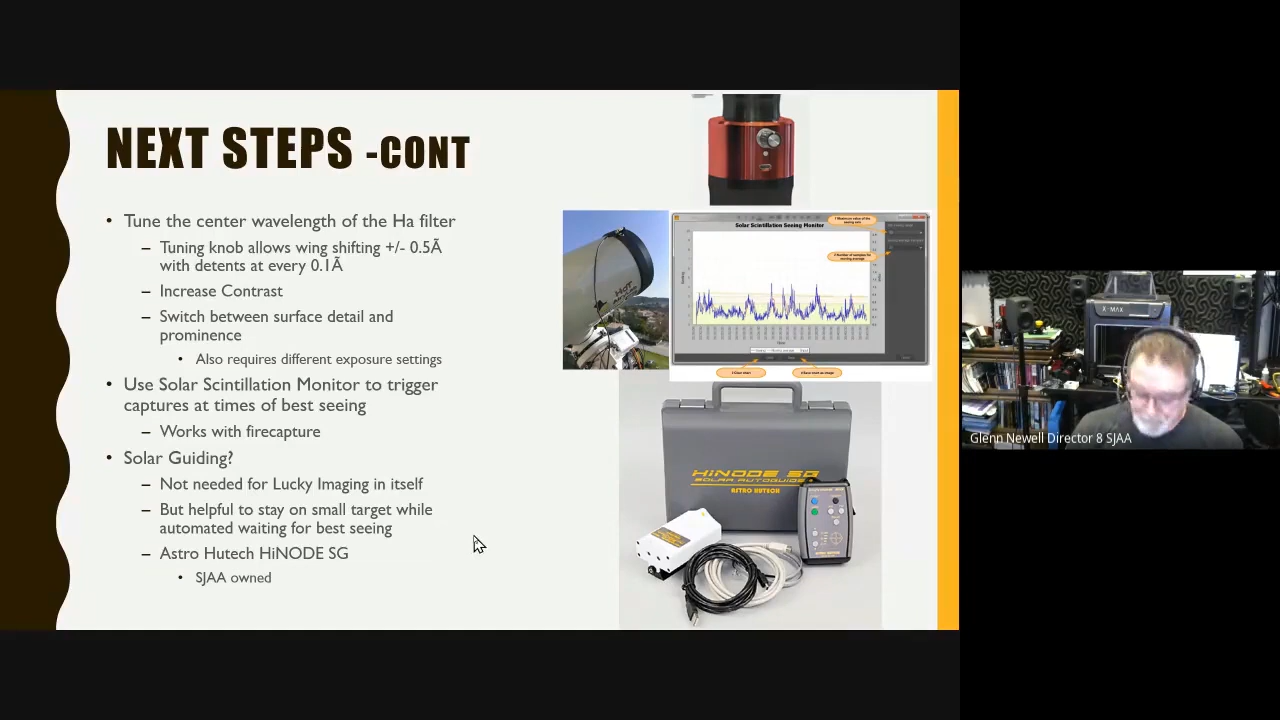 NEXT STEPS -CONT
• Tune the center wavelength of the Ha filter
– Tuning knob allows wing shifting +/- 0.5Ã
with detents at every 0.1Ã
– Increase Contrast
– Switch between surface detail and
prominence
• Also requires different exposure settings
• Use Solar Scintillation Monitor to trigger
captures at times of best seeing
– Works with firecapture
• Solar Guiding?
– Not needed for Lucky Imaging in itself
– But helpful to stay on small target while
automated waiting for best seeing
– Astro Hutech HiNODE SG
• SJAA owned
Solar Scintillation Seeing Monitor
HINODE SG
SOLAR AUTOGUIDER
ASTRO HUTECH
X-MAX
Glenn Newell Director 8 SJAA